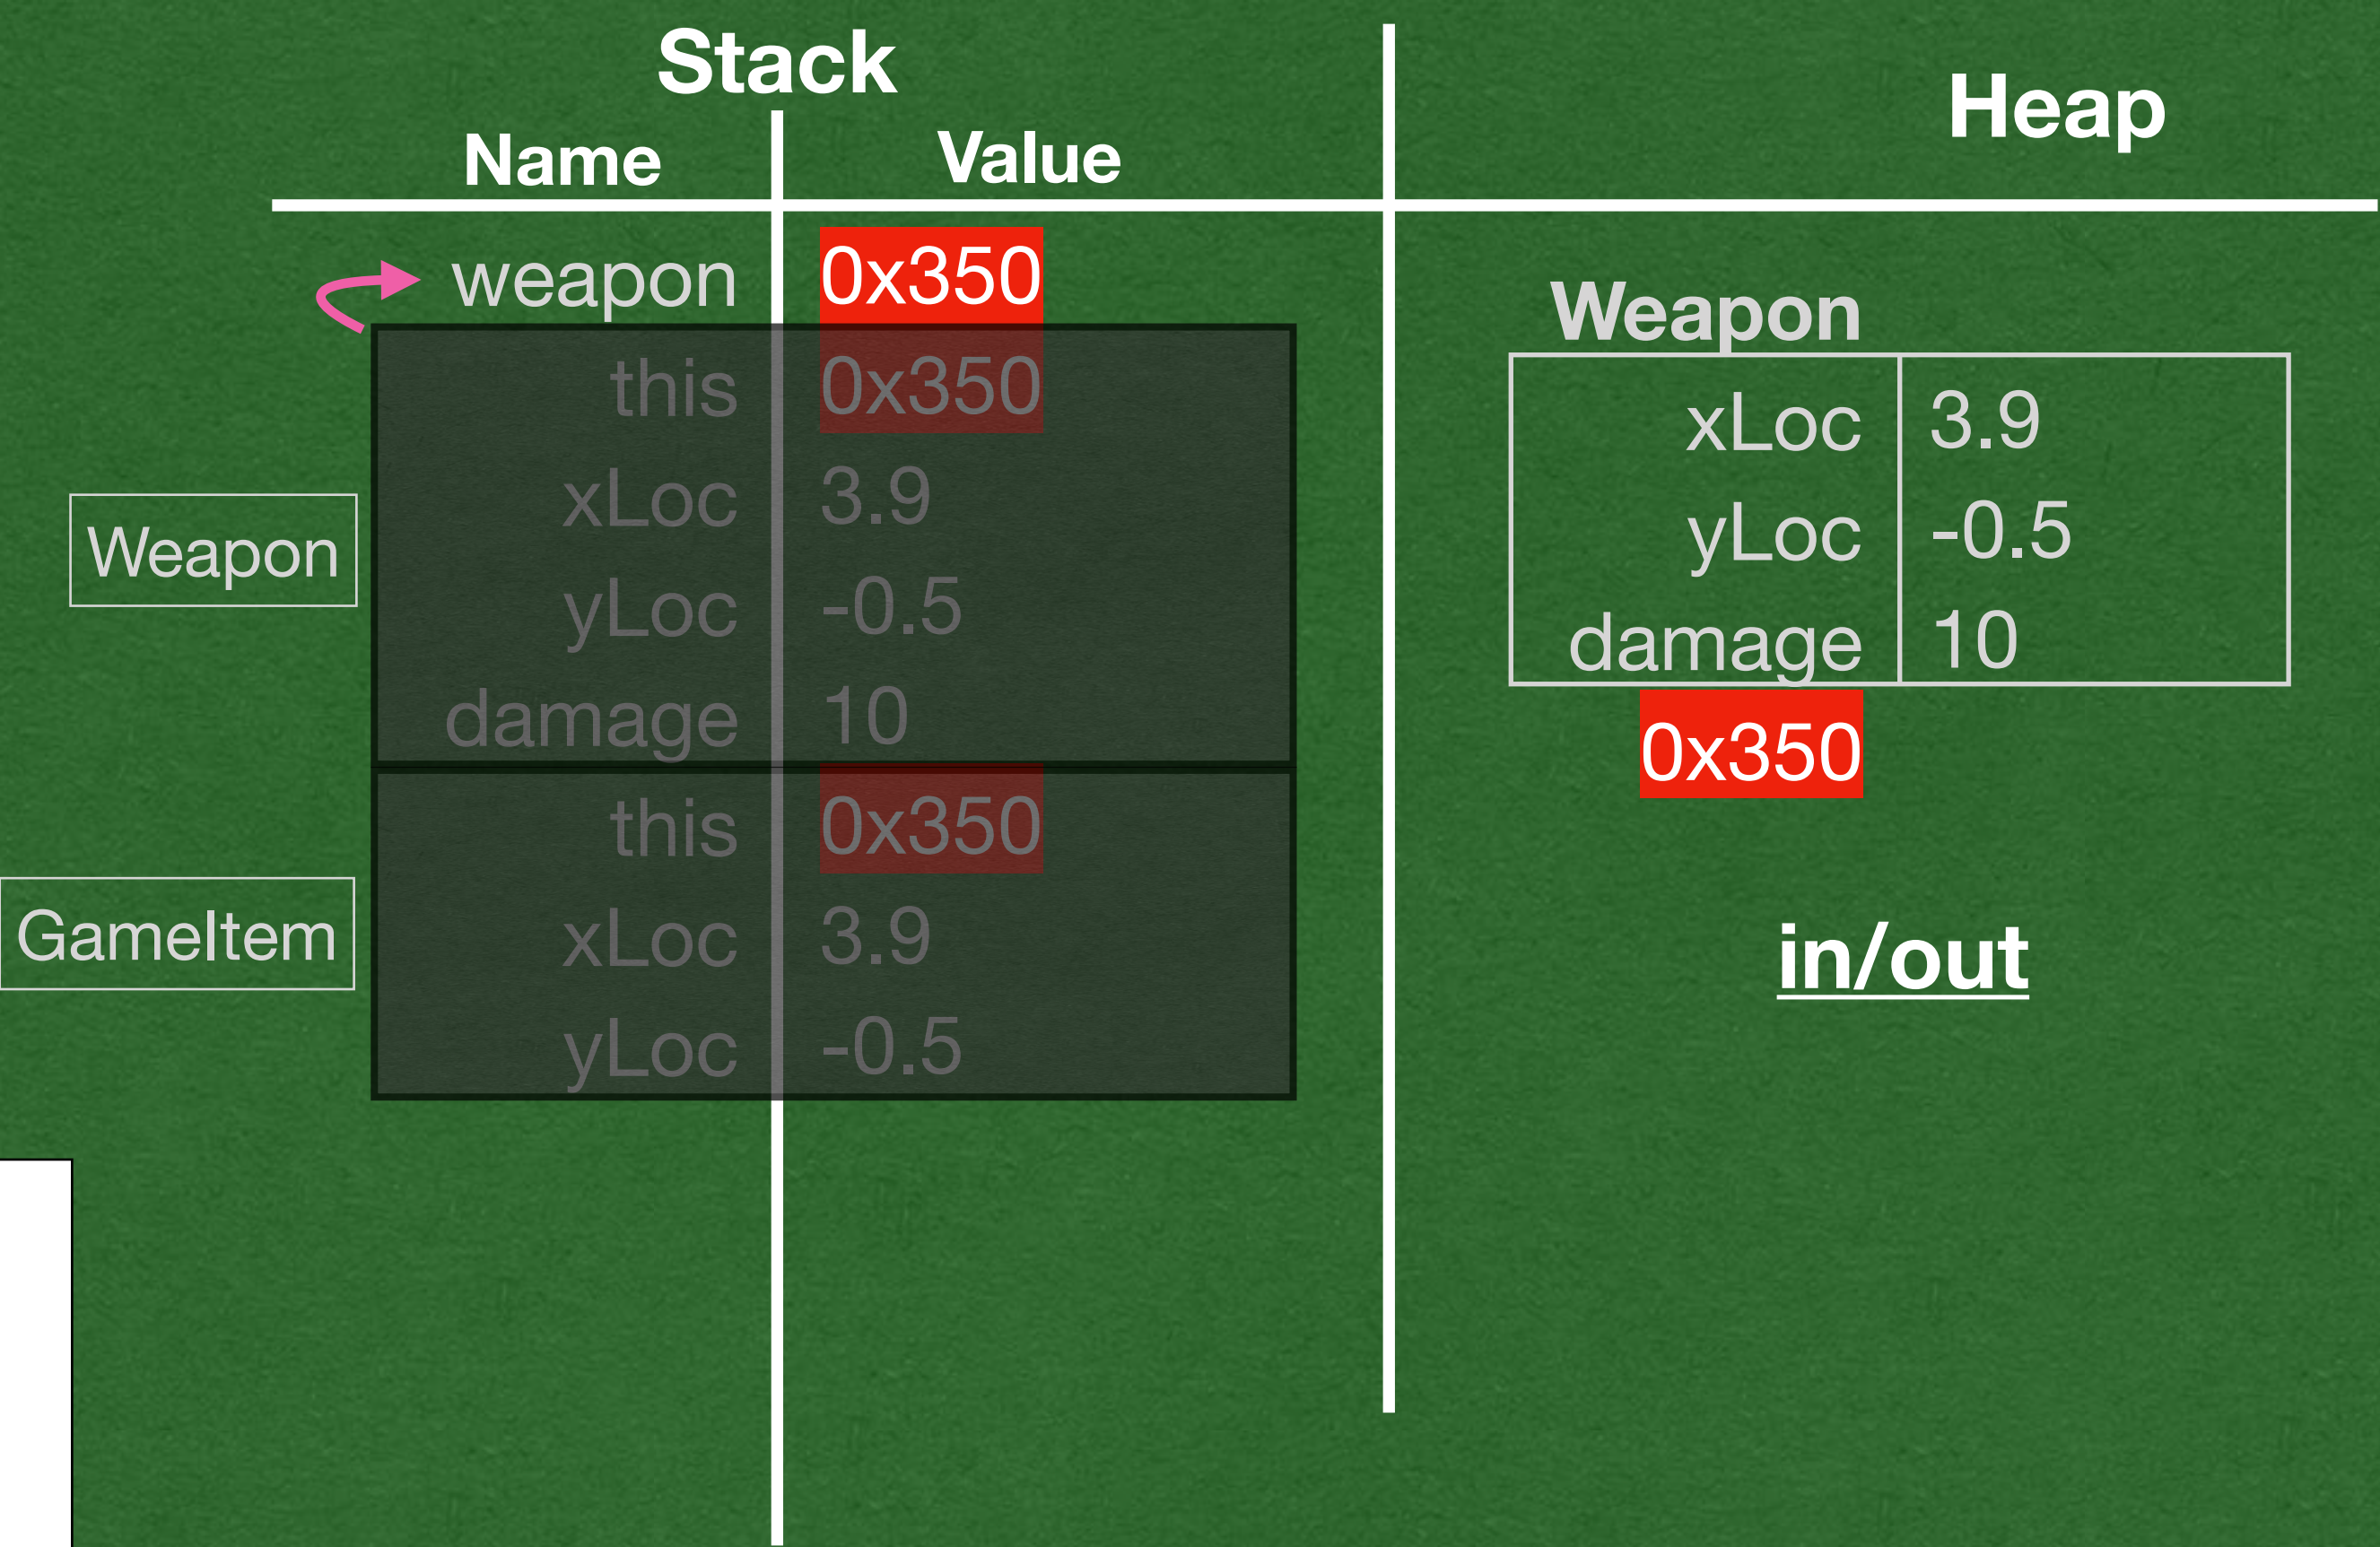 Stack
Heap
Name Value
weapon 0x350
this 0x350
xLoc 3.9
yLoc -0.5
damage 10
Weapon
this 0x350
xLoc 3.9
yLoc -0.5
GameItem
Weapon
xLoc 3.9
yLoc -0.5
damage 10
0x350
in/out